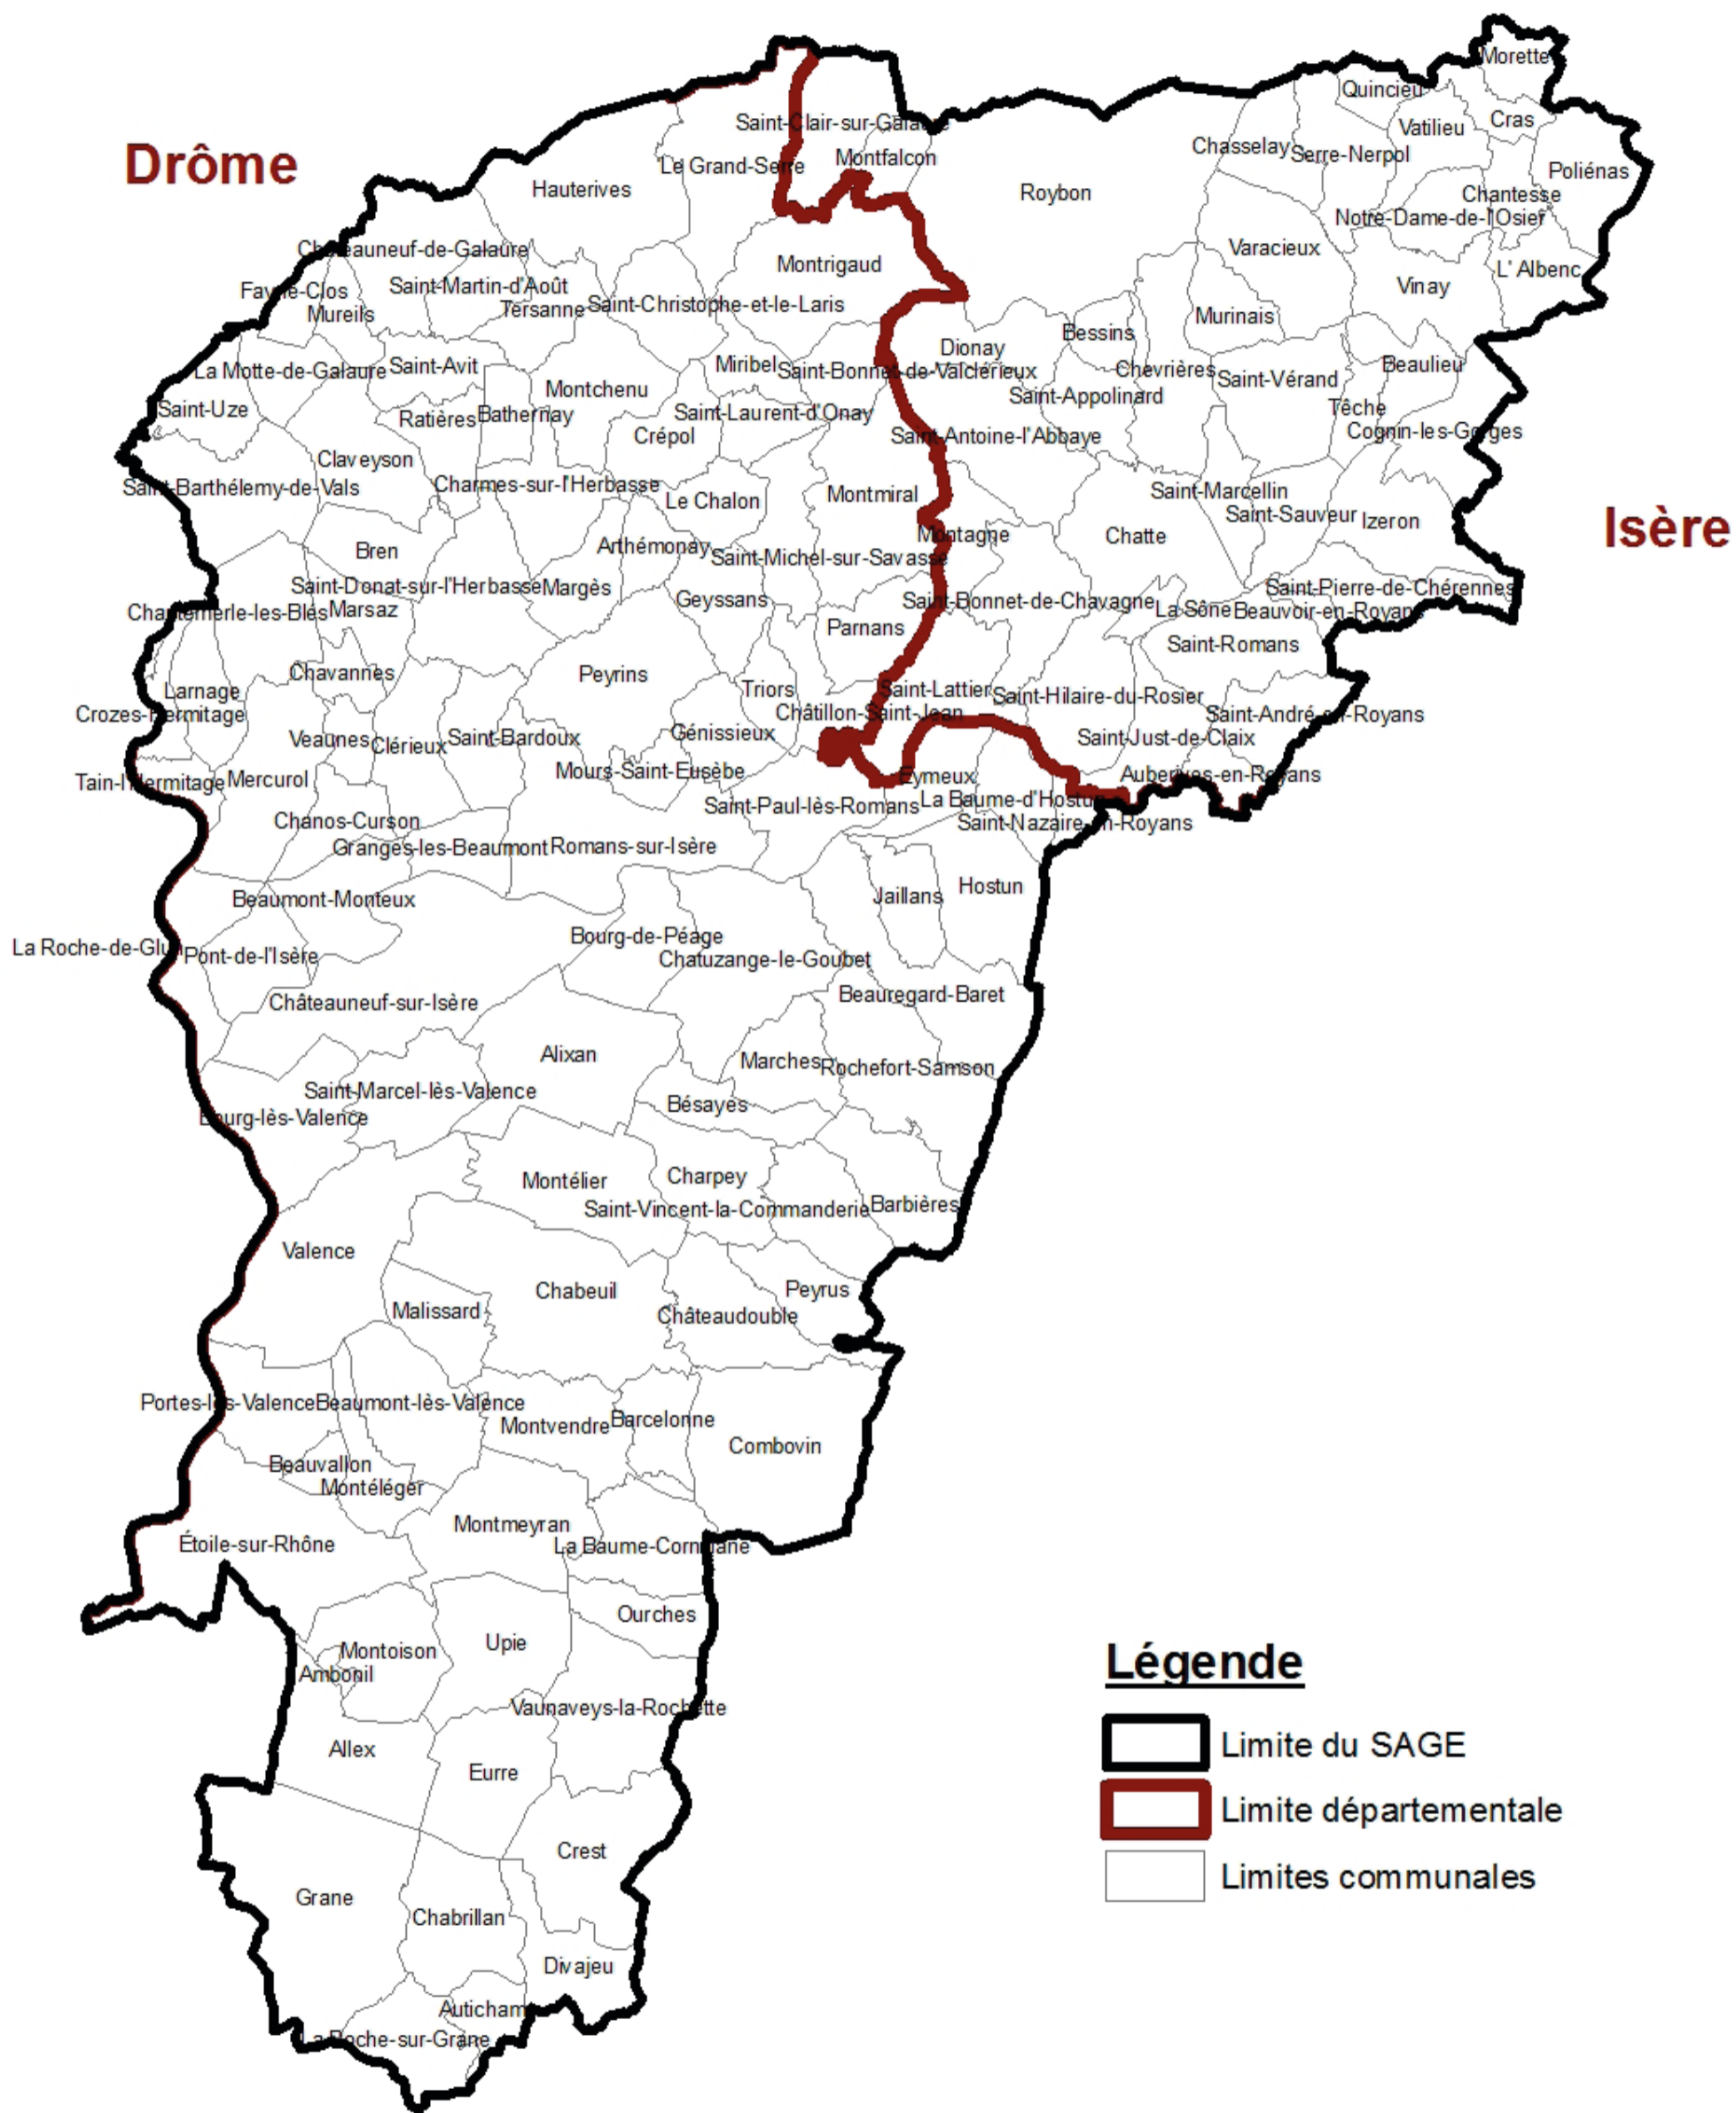 Morette
Quincieu
Cras
Saint-Clair-sur-Galaure
Vatilieu
Chasselay
Serre-Nerpol
Drôme
Le Grand-Serre
Montfalcon
Poliénas
Hauterives
Roybon
Chantesse
Notre-Dame-de-l'Osier
Châteauneuf-de-Galaure
Varacieux
Montrigaud
L' Albenc
Fay-le-Clos
Saint-Martin-d'Août
Vinay
Mureils
Tersanne
Saint-Christophe-et-le-Laris
Murinais
Bessins
Dionay
La Motte-de-Galaure
Saint-Avit
Miribel
Saint-Bonnet-de-Valclérieux
Chevrières
Saint-Vérand
Beaulieu
Montchenu
Saint-Appolinard
Saint-Uze
Ratières
Bathernay
Saint-Laurent-d'Onay
Têche
Crépol
Saint-Antoine-l'Abbaye
Cognin-les-Gorges
Claveyson
Saint-Barthélemy-de-Vals
Charmes-sur-l'Herbasse
Le Chalon
Montmiral
Saint-Marcellin
Saint-Sauveur
Izeron
Isère
Bren
Arthémonay
Saint-Michel-sur-Savasse
Montagne
Chatte
Saint-Donat-sur-l'Herbasse
Margès
Geyssans
Saint-Bonnet-de-Chavagne
Saint-Pierre-de-Chérennes
Chantemerle-les-Blés
Marsaz
Parnans
La Sône
Beauvoir-en-Royans
Saint-Romans
Chavannes
Peyrins
Larnage
Triors
Saint-Lattier
Saint-Hilaire-du-Rosier
Crozes-Hermitage
Châtillon-Saint-Jean
Saint-André-en-Royans
Veaunes
Clérieux
Saint-Bardoux
Génissieux
Saint-Just-de-Claix
Tain-l'Hermitage
Mercurol
Mours-Saint-Eusèbe
Eymeux
Auberives-en-Royans
Saint-Paul-lès-Romans
La Baume-d'Hostun
Chanos-Curson
Saint-Nazaire-en-Royans
Granges-les-Beaumont
Romans-sur-Isère
Beaumont-Monteux
Jaillans
Hostun
La Roche-de-Glun
Pont-de-l'Isère
Bourg-de-Péage
Chatuzange-le-Goubet
Châteauneuf-sur-Isère
Beauregard-Baret
Alixan
Marches
Rochefort-Samson
Saint-Marcel-lès-Valence
Bésayes
Bourg-lès-Valence
Montélier
Charpey
Saint-Vincent-la-Commanderie
Barbières
Valence
Chabeuil
Peyrus
Malissard
Châteaudouble
Portes-lès-Valence
Beaumont-lès-Valence
Montvendre
Barcelonne
Combovin
Beauvallon
Montéléger
Montmeyran
Étoile-sur-Rhône
La Baume-Cornillane
Ourches
Upie
Montoison
Ambonil
Vaunaveys-la-Rochette
Allex
Eurre
Crest
Grane
Chabrillan
Divajeu
Autichamp
La Roche-sur-Grane
Légende
Limite du SAGE
Limite départementale
Limites communales